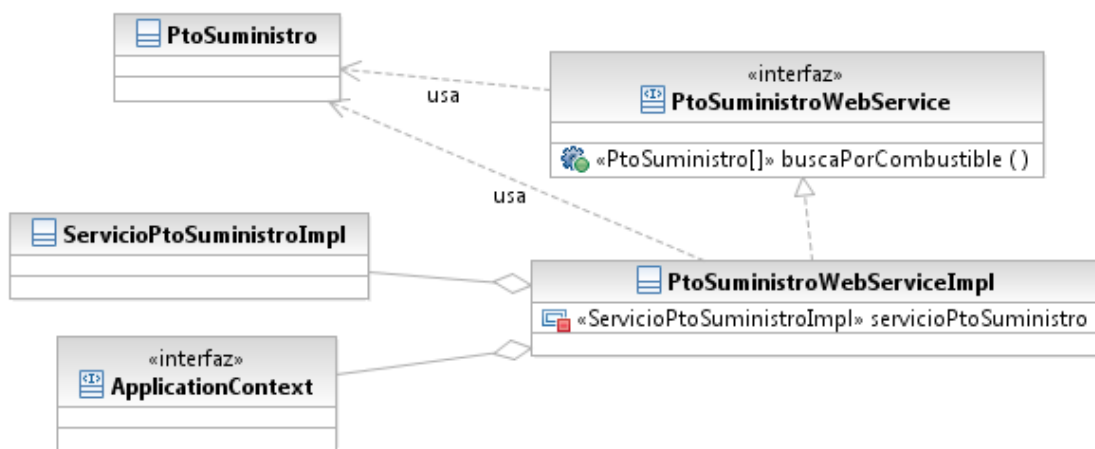 PtoSuministro
«interfaz»
PtoSuministroWebService
«PtoSuministro[]» buscaPorCombustible ( )
usa
usa
ServicioPtoSuministroImpl
PtoSuministroWebServiceImpl
«ServicioPtoSuministroImpl» servicioPtoSuministro
«interfaz»
ApplicationContext